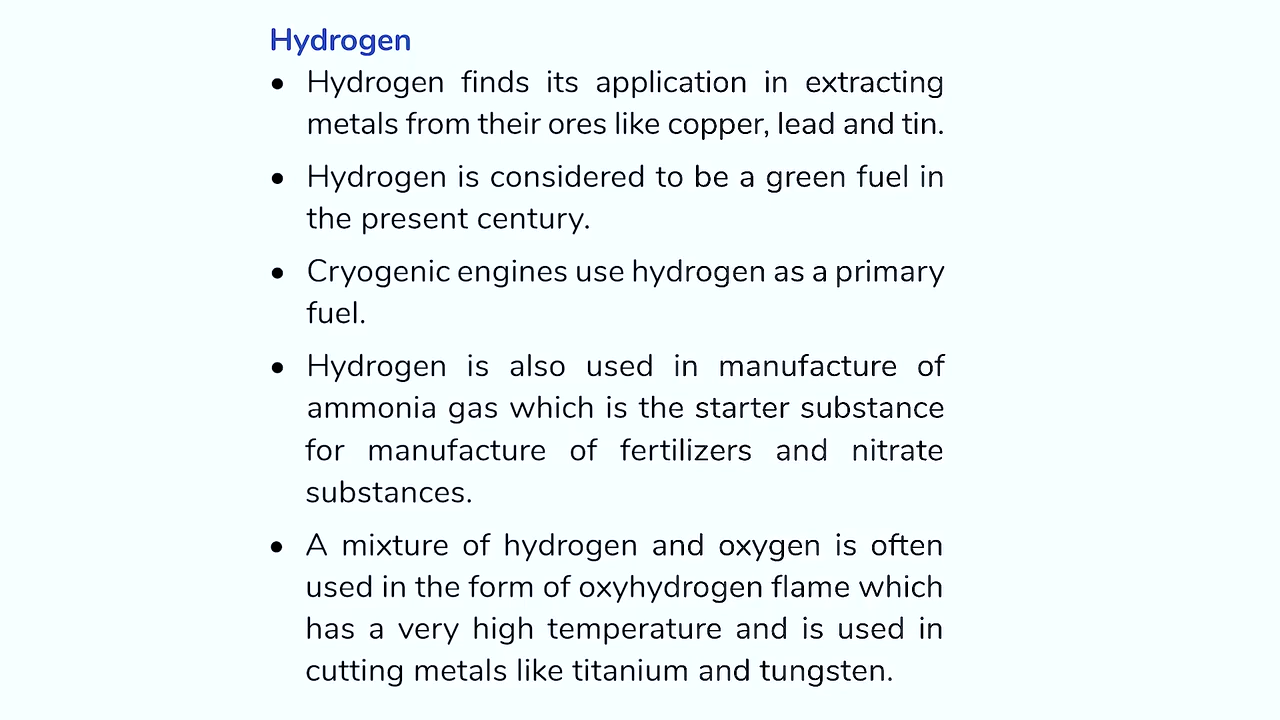 Hydrogen
• Hydrogen finds its application in extracting
metals from their ores like copper, lead and tin.
• Hydrogen is considered to be a green fuel in
the present century.
• Cryogenic engines use hydrogen as a primary
fuel.
• Hydrogen is also used in manufacture of
ammonia gas which is the starter substance
for manufacture of fertilizers and nitrate
substances.
• A mixture of hydrogen and oxygen is often
used in the form of oxyhydrogen flame which
has a very high temperature and is used in
cutting metals like titanium and tungsten.